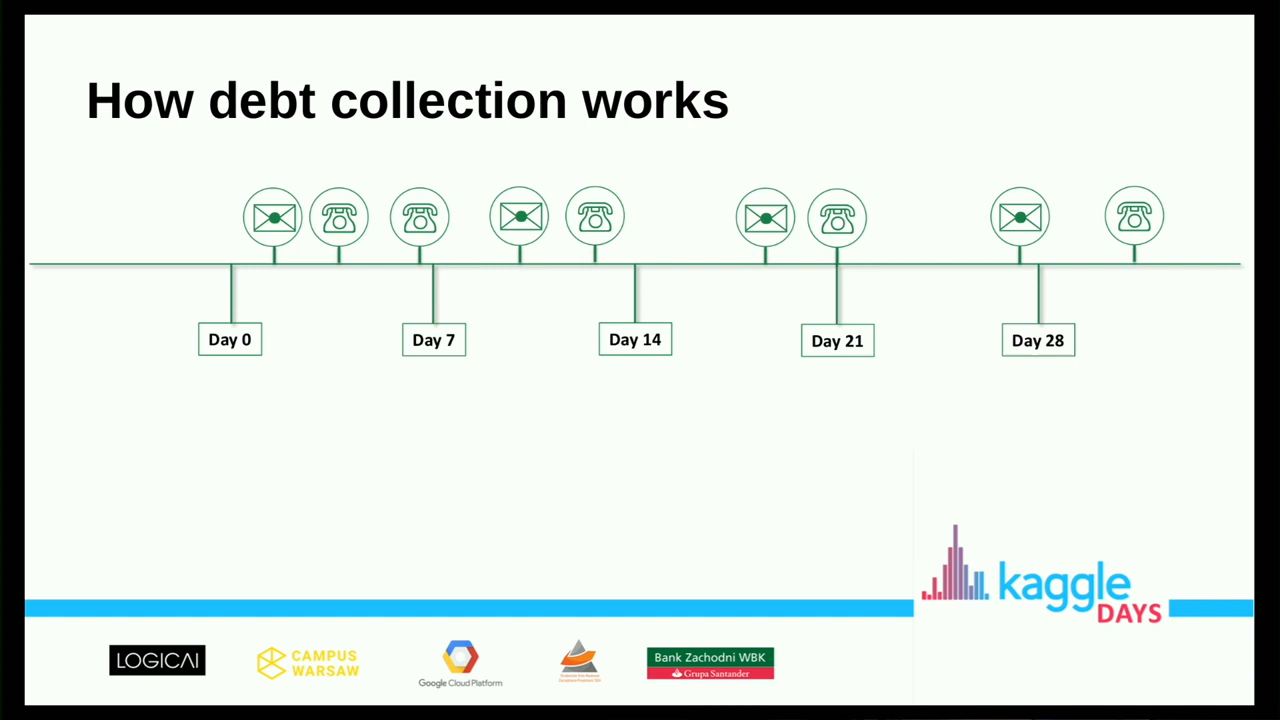 How debt collection works
Day 0
Day 7
Day 14
Day 21
Day 28
kaggle
DAYS
LOGICAI
CAMPUS
WARSAW
Google Cloud Platform
Bank Zachodni WBK
Grupa Santander